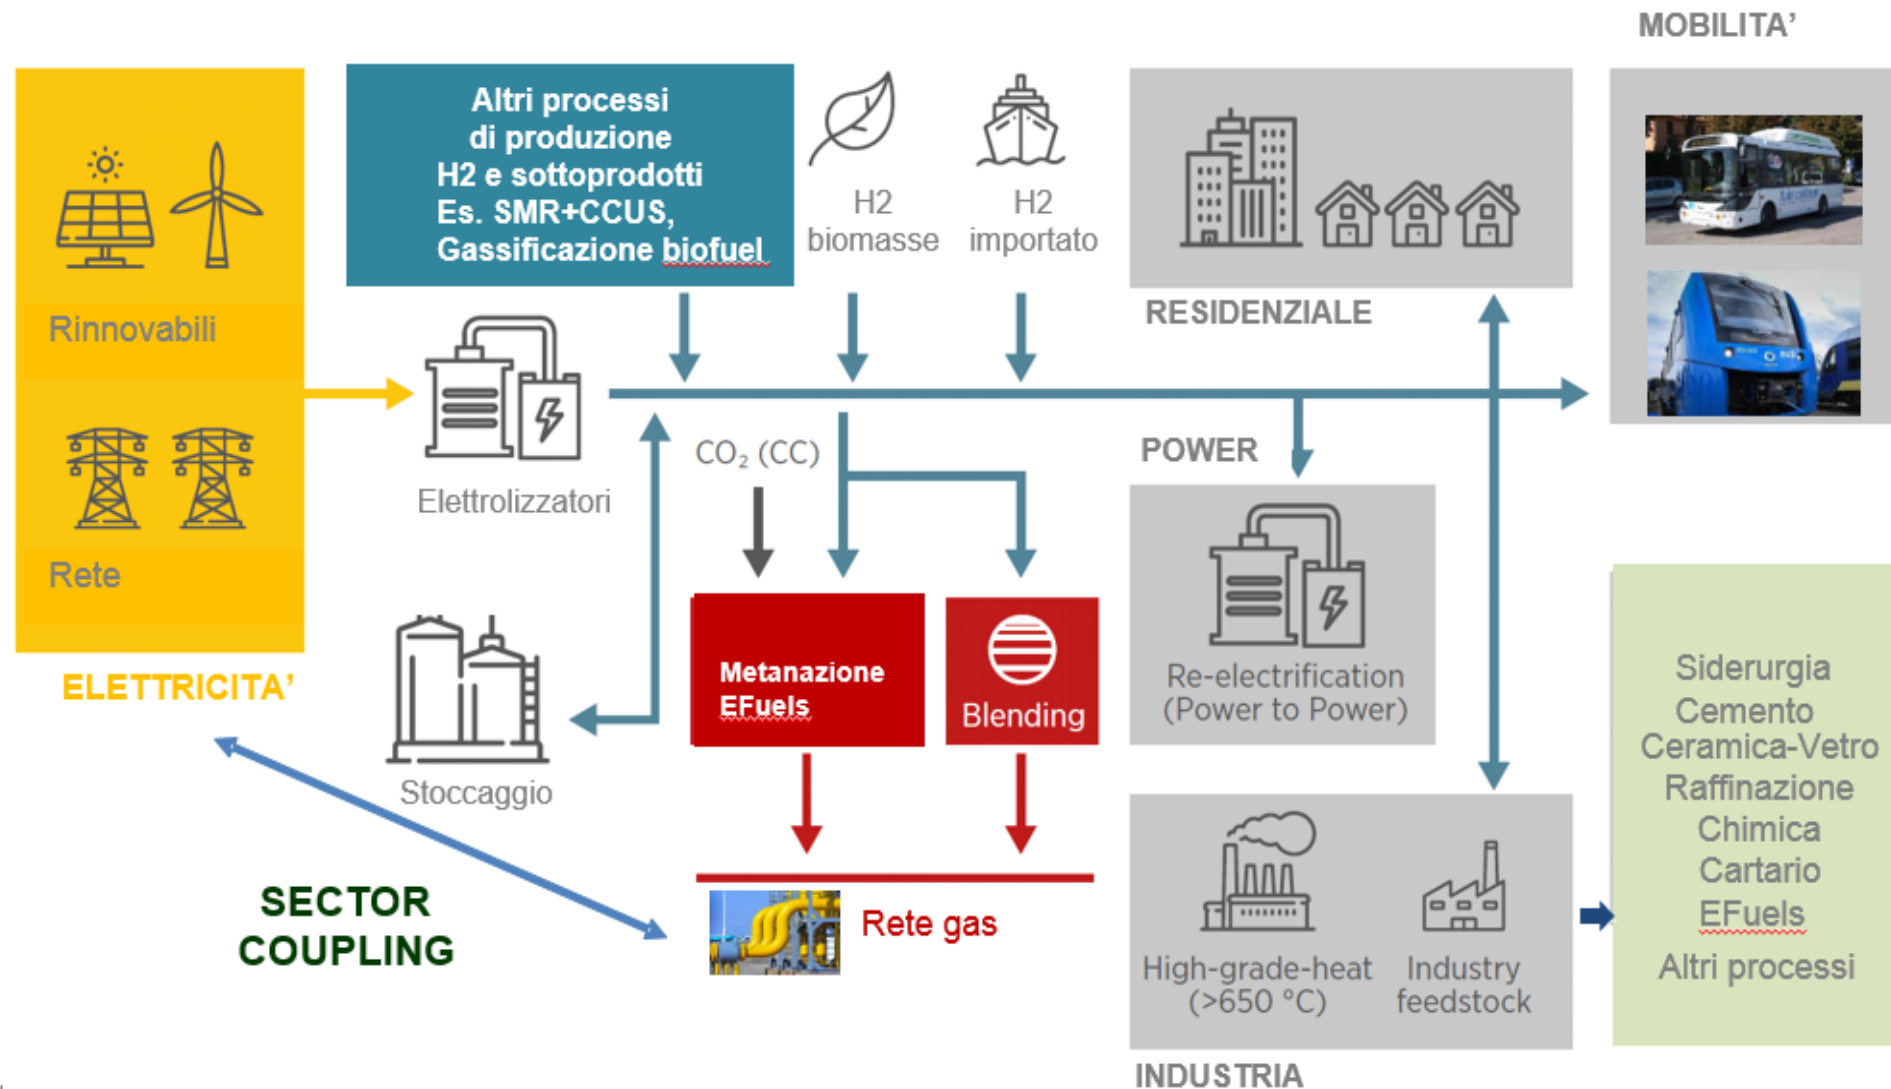 MOBILITA'
Altri processi
di produzione
H2 e sottoprodotti
Es. SMR+CCUS,
Gassificazione biofuel
H2
biomasse
H2
importato
Rinnovabili
RESIDENZIALE
Rete
ELETTRICITA'
Elettrolizzatori
CO₂ (CC)
POWER
Stoccaggio
Metanazione
EFuels
Blending
Re-electrification
(Power to Power)
Siderurgia
Cemento
Ceramica-Vetro
Raffinazione
Chimica
Cartario
EFuels
Altri processi
SECTOR
COUPLING
Rete gas
High-grade-heat
(>650 °C)
Industry
feedstock
INDUSTRIA